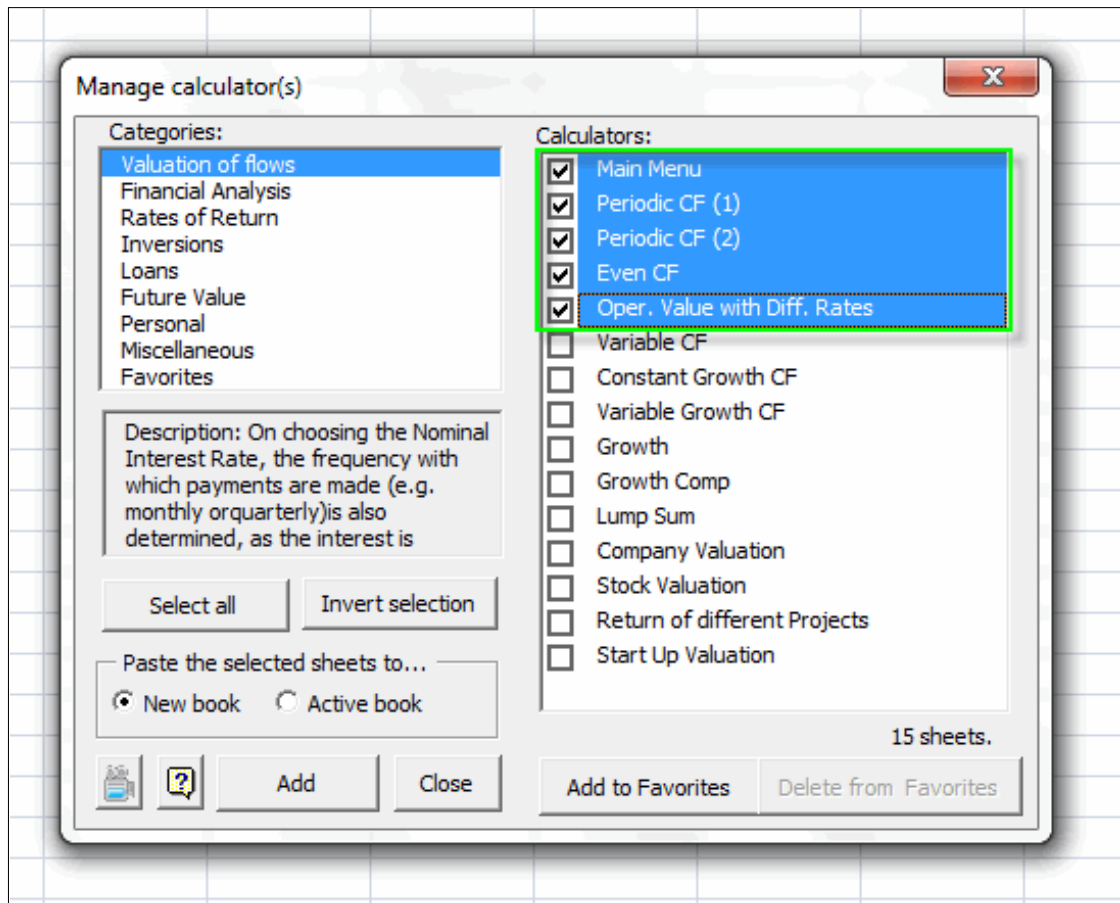 Manage calculator(s)
Categories:
Valuation of flows
Financial Analysis
Rates of Return
Inversions
Loans
Future Value
Personal
Miscellaneous
Favorites
Description: On choosing the Nominal
Interest Rate, the frequency with
which payments are made (e.g.
monthly orquarterly)is also
determined, as the interest is
Select all
Invert selection
Paste the selected sheets to...
New book
Active book
Add
Close
Calculators:
Main Menu
Periodic CF (1)
Periodic CF (2)
Even CF
Oper. Value with Diff. Rates
Variable CF
Constant Growth CF
Variable Growth CF
Growth
Growth Comp
Lump Sum
Company Valuation
Stock Valuation
Return of different Projects
Start Up Valuation
15 sheets.
Add to Favorites
Delete from Favorites